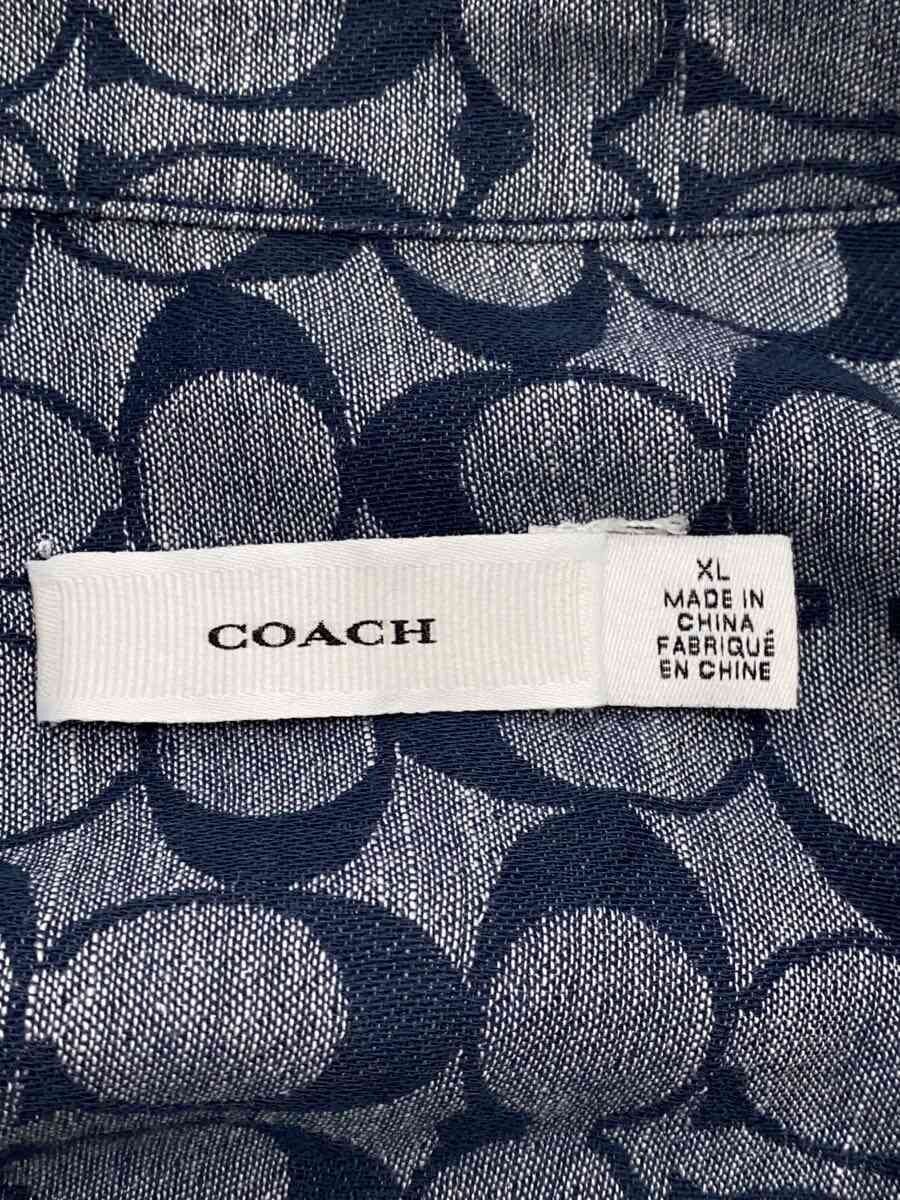 COACH
XL
MADE IN
CHINA
FABRIQUÉ
EN CHINE